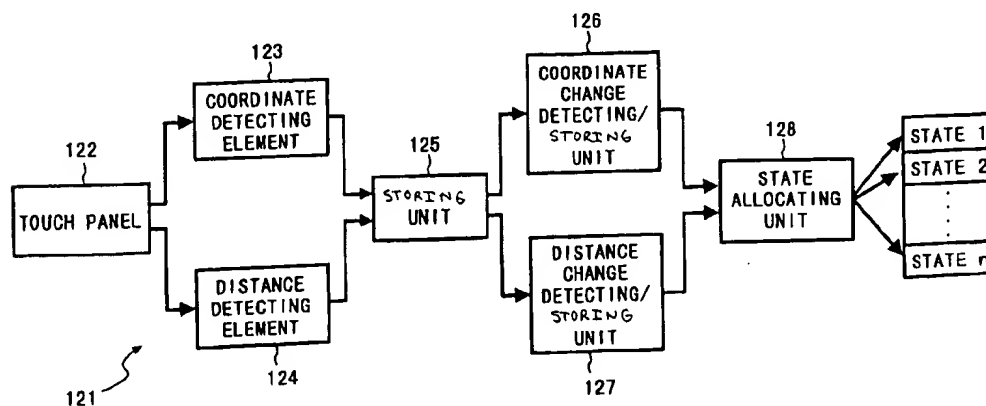 126
123
COORDINATE
CHANGE
DETECTING/
STORING
UNIT
COORDINATE
DETECTING
ELEMENT
128
122
125
STATE 1
STATE 2
STATE
ALLOCATING
UNIT
STORING
UNIT
TOUCH PANEL
STATE n
DISTANCE
CHANGE
DETECTING/
STORING
UNIT
DISTANCE
DETECTING
ELEMENT
124
127
121